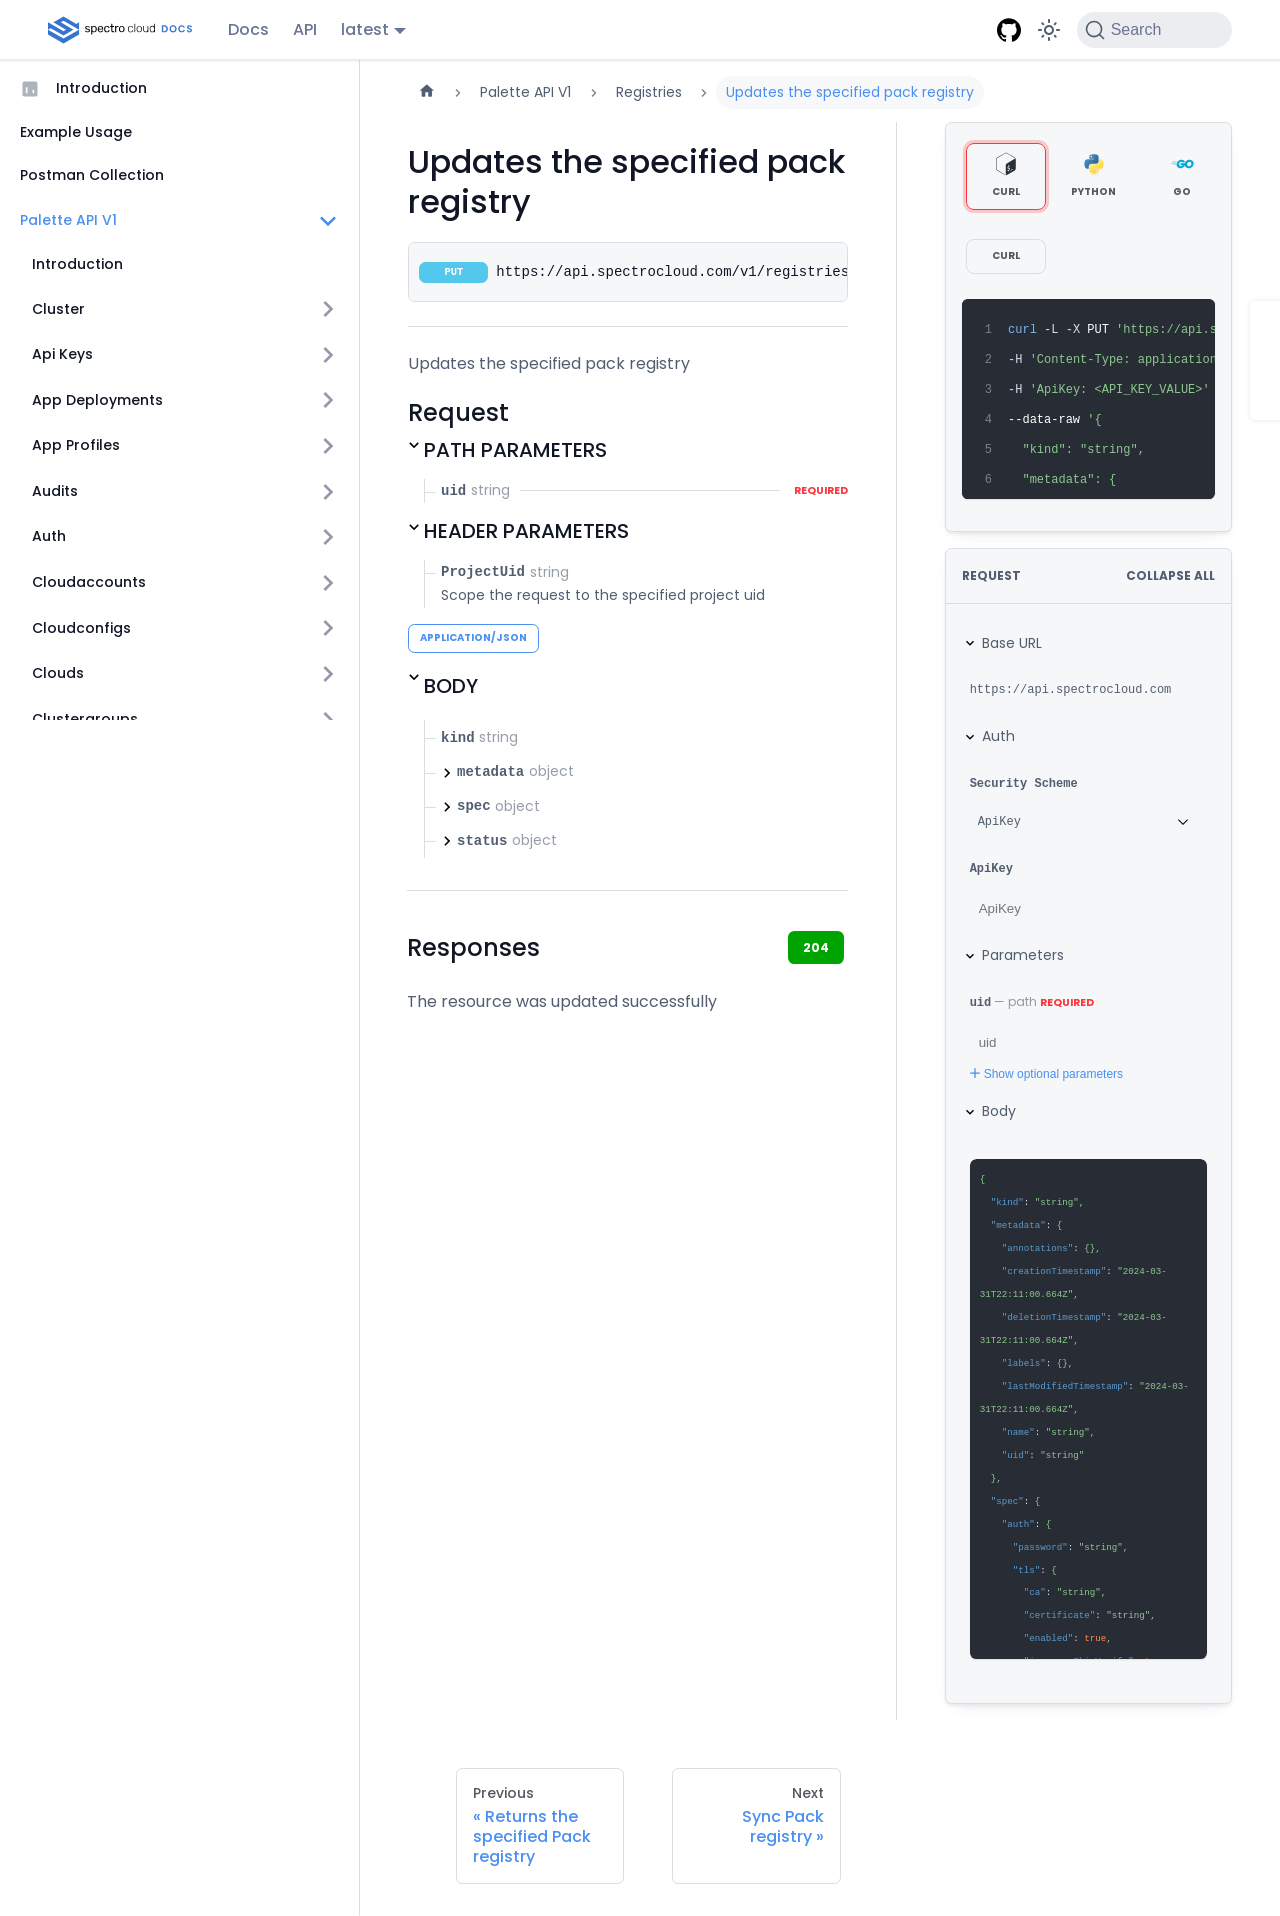 spectro cloud DOCS
Docs
API
latest
Search
Introduction
Example Usage
Postman Collection
Palette API V1
Introduction
Cluster
Api Keys
App Deployments
App Profiles
Audits
Auth
Cloudaccounts
Cloudconfigs
Clouds
Clustergroups
Palette API V1
Registries
Updates the specified pack registry
Updates the specified pack
registry
PUT https://api.spectrocloud.com/v1/registries
Updates the specified pack registry
Request
PATH PARAMETERS
uid string REQUIRED
HEADER PARAMETERS
ProjectUid string
Scope the request to the specified project uid
APPLICATION/JSON
BODY
kind string
metadata object
spec object
status object
Responses
204
The resource was updated successfully
CURL
PYTHON
GO
CURL
1 curl -L -X PUT 'https://api.s
2 -H 'Content-Type: application
3 -H 'ApiKey: <API_KEY_VALUE>'
4 --data-raw '{
5 "kind": "string",
6 "metadata": {
REQUEST
COLLAPSE ALL
Base URL
https://api.spectrocloud.com
Auth
Security Scheme
ApiKey
ApiKey
ApiKey
Parameters
uid — path REQUIRED
uid
Show optional parameters
Body
{
"kind": "string",
"metadata": {
"annotations": {},
"creationTimestamp": "2024-03-
31T22:11:00.664Z",
"deletionTimestamp": "2024-03-
31T22:11:00.664Z",
"labels": {},
"lastModifiedTimestamp": "2024-03-
31T22:11:00.664Z",
"name": "string",
"uid": "string"
},
"spec": {
"auth": {
"password": "string",
"tls": {
"ca": "string",
"certificate": "string",
"enabled": true,
Previous
« Returns the
specified Pack
registry
Next
Sync Pack
registry »